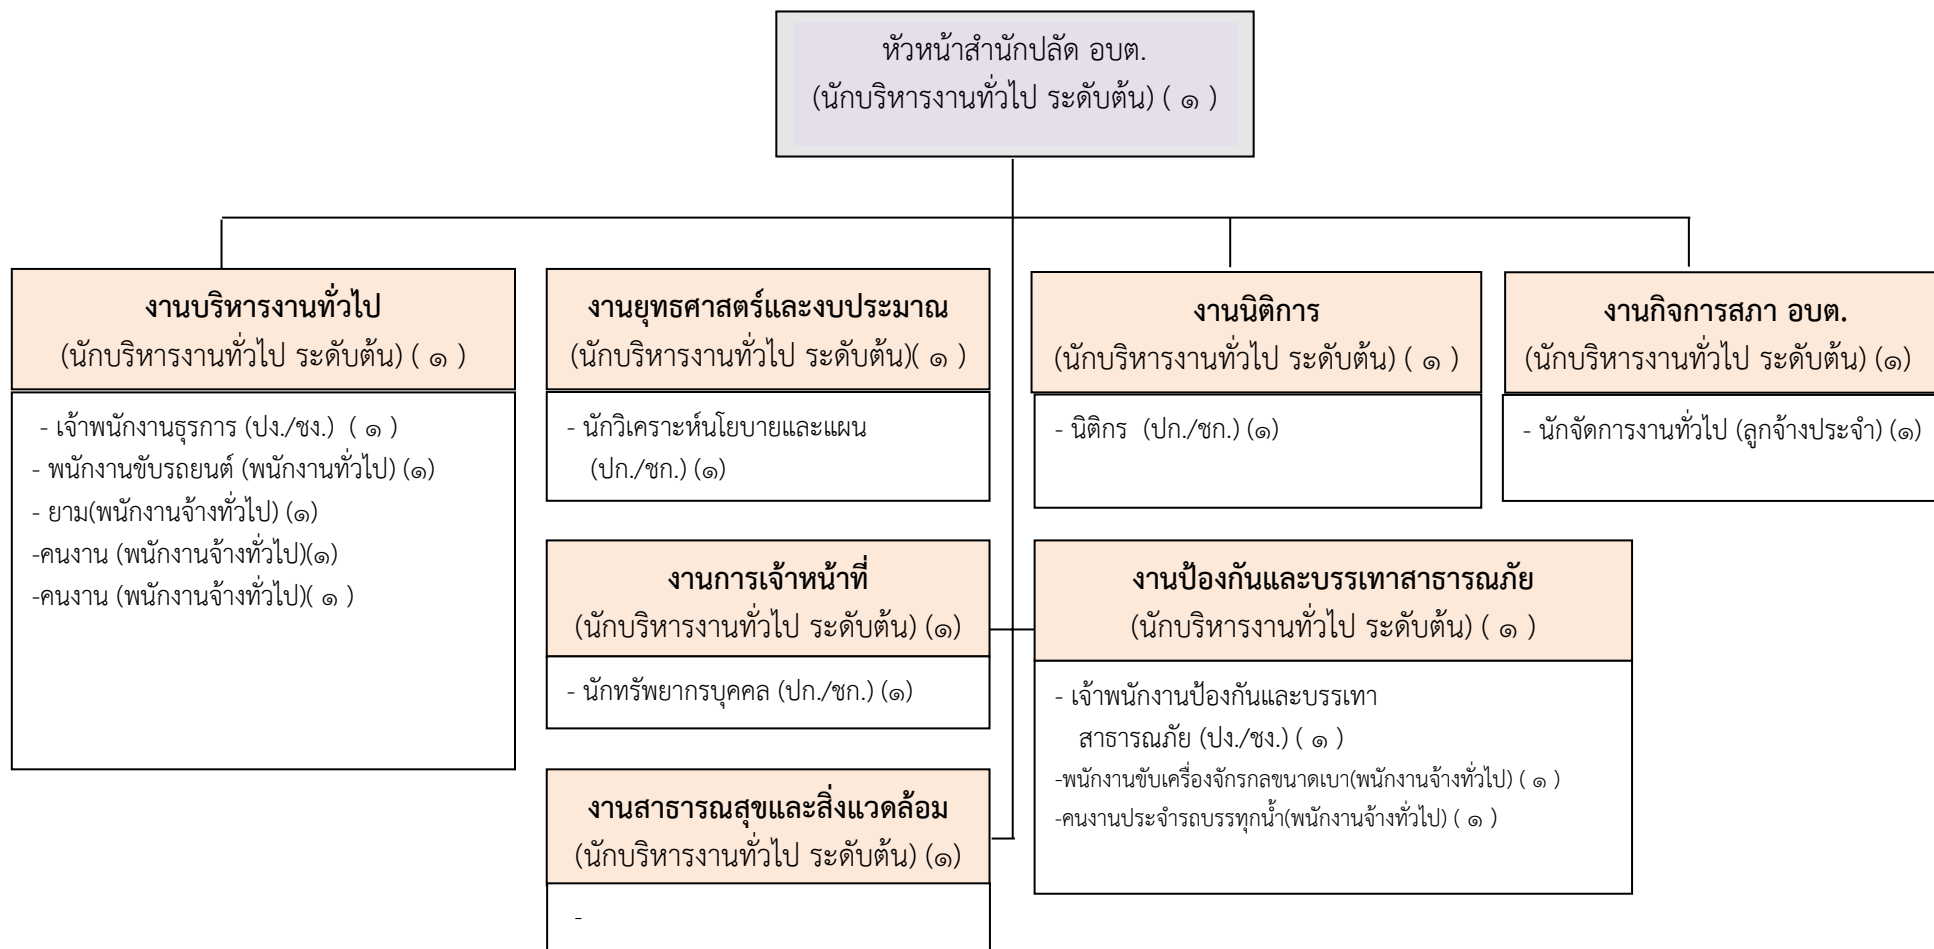 หัวหน้าสำนักปลัด อบต.
(นักบริหารงานทั่วไป ระดับต้น) ( ๑ )
งานบริหารงานทั่วไป
(นักบริหารงานทั่วไป ระดับต้น) ( ๑ )
- เจ้าพนักงานธุรการ (ปง./ชง.) ( ๑ )
- พนักงานขับรถยนต์ (พนักงานทั่วไป) (๑)
- ยาม(พนักงานจ้างทั่วไป) (๑)
-คนงาน (พนักงานจ้างทั่วไป)(๑)
-คนงาน (พนักงานจ้างทั่วไป)( ๑ )
งานยุทธศาสตร์และงบประมาณ
(นักบริหารงานทั่วไป ระดับต้น)( ๑ )
- นักวิเคราะห์นโยบายและแผน
(ปก./ชก.) (๑)
งานนิติการ
(นักบริหารงานทั่วไป ระดับต้น) ( ๑ )
- นิติกร (ปก./ชก.) (๑)
งานกิจการสภา อบต.
(นักบริหารงานทั่วไป ระดับต้น) (๑)
- นักจัดการงานทั่วไป (ลูกจ้างประจำ) (๑)
งานการเจ้าหน้าที่
(นักบริหารงานทั่วไป ระดับต้น) (๑)
- นักทรัพยากรบุคคล (ปก./ชก.) (๑)
งานป้องกันและบรรเทาสาธารณภัย
(นักบริหารงานทั่วไป ระดับต้น) ( ๑ )
- เจ้าพนักงานป้องกันและบรรเทา
สาธารณภัย (ปง./ชง.) ( ๑ )
-พนักงานขับเครื่องจักรกลขนาดเบา(พนักงานจ้างทั่วไป) ( ๑ )
-คนงานประจำรถบรรทุกน้ำ(พนักงานจ้างทั่วไป) ( ๑ )
งานสาธารณสุขและสิ่งแวดล้อม
(นักบริหารงานทั่วไป ระดับต้น) (๑)
-